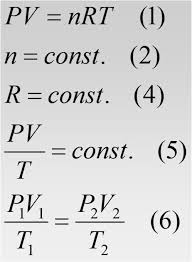 PV = nRT (1)
n = const. (2)
R = const. (4)
PV/T = const. (5)
P₁V₁/T₁ = P₂V₂/T₂ (6)